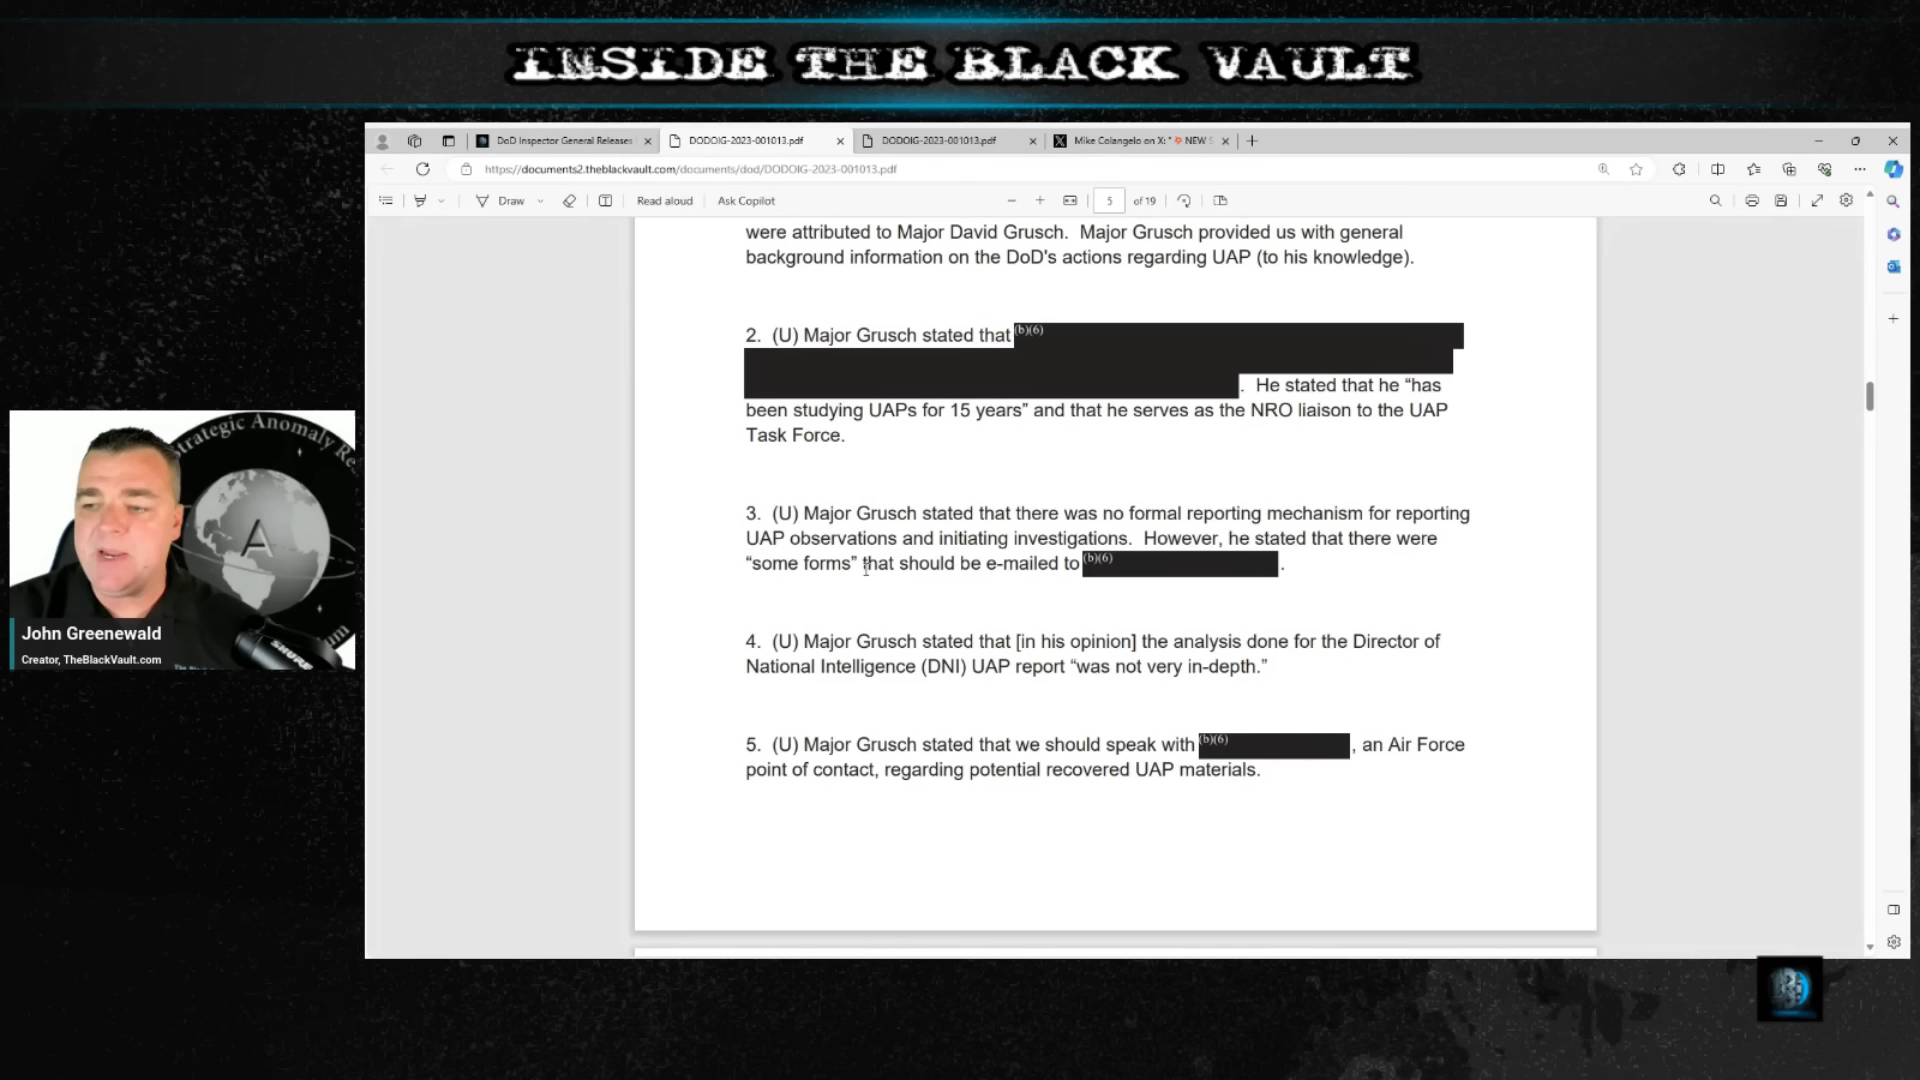 INSIDE THE BLACK VAULT
DoD Inspector General Releases
DODOIG-2023-001013.pdf
DODOIG-2023-001013.pdf
Mike Colangelo on X: "NEW S
https://documents2.theblackvault.com/documents/dod/DODOIG-2023-001013.pdf
Draw
Read aloud
Ask Copilot
5
of 19
were attributed to Major David Grusch. Major Grusch provided us with general
background information on the DoD's actions regarding UAP (to his knowledge).
2. (U) Major Grusch stated that (b)(6)
. He stated that he “has
been studying UAPs for 15 years” and that he serves as the NRO liaison to the UAP
Task Force.
3. (U) Major Grusch stated that there was no formal reporting mechanism for reporting
UAP observations and initiating investigations. However, he stated that there were
“some forms” that should be e-mailed to (b)(6) .
4. (U) Major Grusch stated that [in his opinion] the analysis done for the Director of
National Intelligence (DNI) UAP report “was not very in-depth.”
5. (U) Major Grusch stated that we should speak with (b)(6) , an Air Force
point of contact, regarding potential recovered UAP materials.
Strategic Anomaly Re
A
SHURE
John Greenewald
Creator, TheBlackVault.com